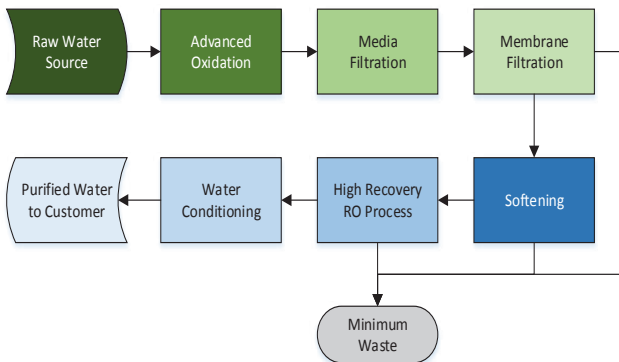 Raw Water
Source
Advanced
Oxidation
Media
Filtration
Membrane
Filtration
Purified Water
to Customer
Water
Conditioning
High Recovery
RO Process
Softening
Minimum
Waste